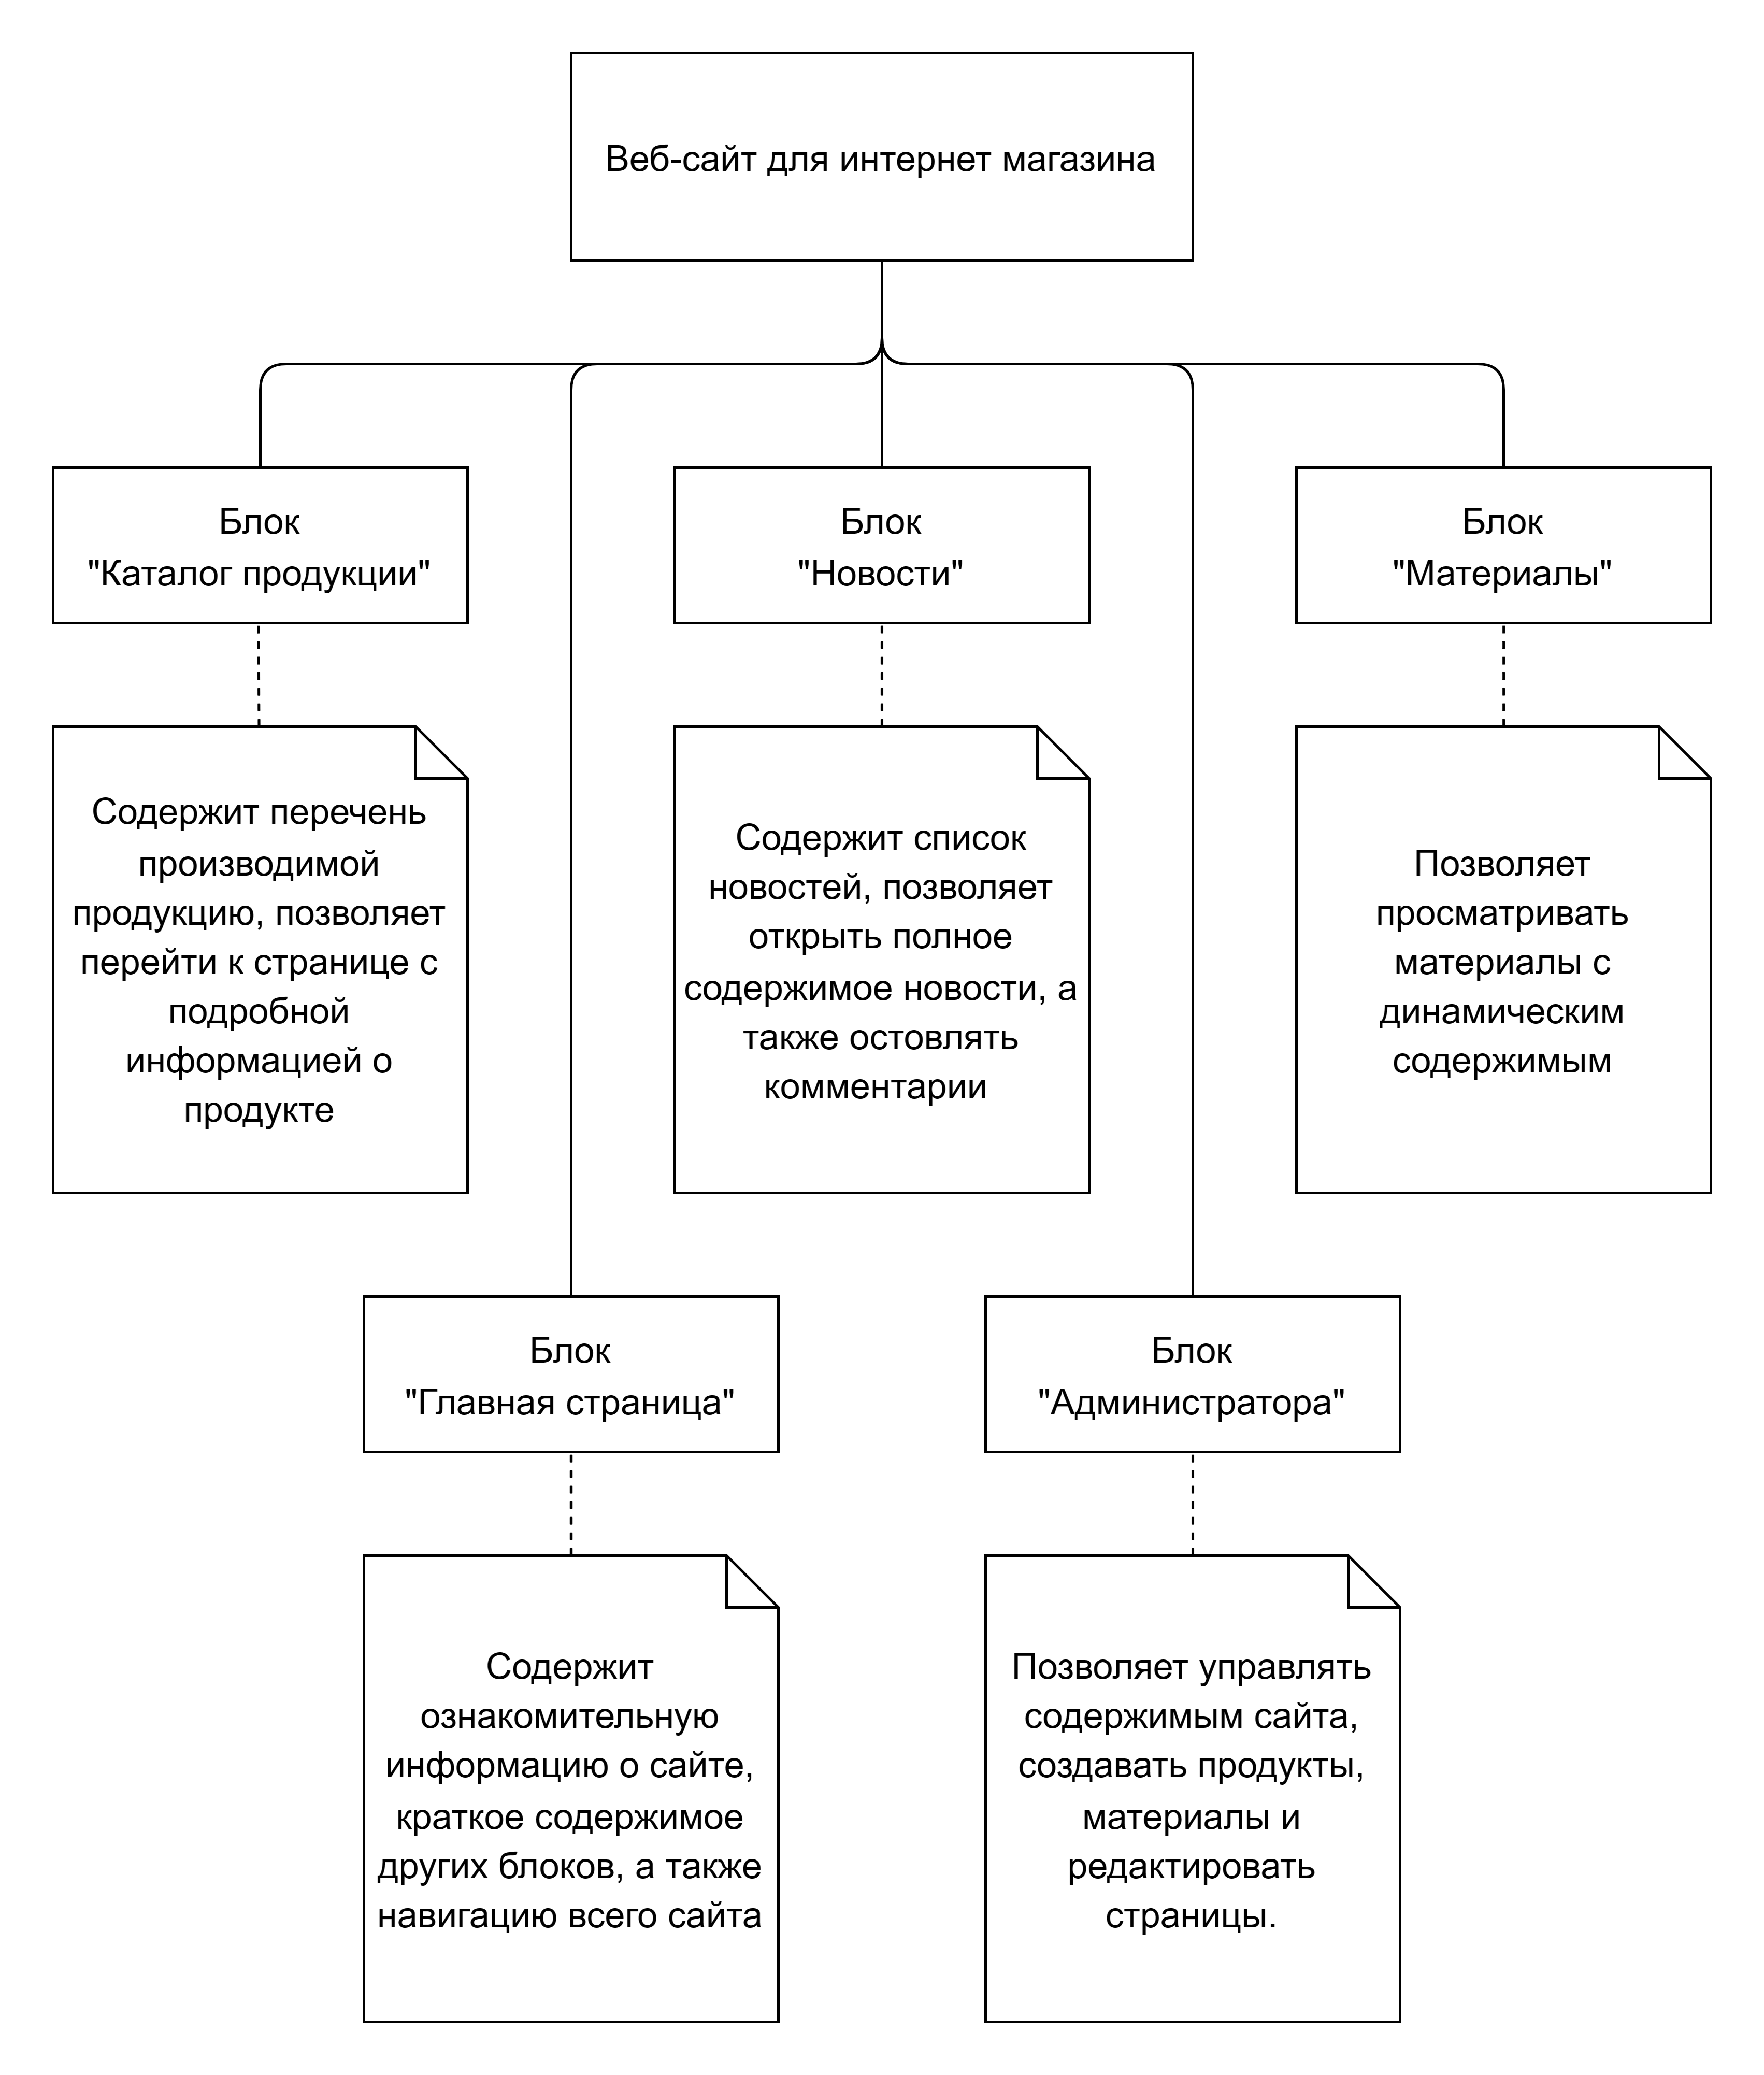 Веб-сайт для интернет магазина
Блок
"Каталог продукции"
Блок
"Новости"
Блок
"Материалы"
Содержит перечень
производимой
продукцию, позволяет
перейти к странице с
подробной
информацией о
продукте
Содержит список
новостей, позволяет
открыть полное
содержимое новости, а
также остовлять
комментарии
Позволяет
просматривать
материалы с
динамическим
содержимым
Блок
"Главная страница"
Блок
"Администратора"
Содержит
ознакомительную
информацию о сайте,
краткое содержимое
других блоков, а также
навигацию всего сайта
Позволяет управлять
содержимым сайта,
создавать продукты,
материалы и
редактировать
страницы.